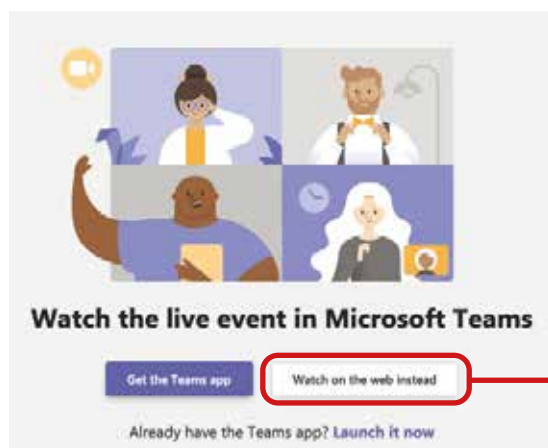 Watch the live event in Microsoft Teams
Get the Teams app
Watch on the web instead
Already have the Teams app? Launch it now